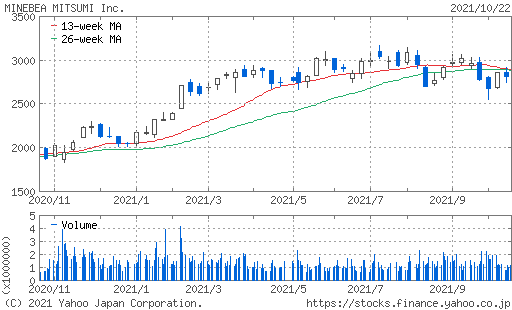 MINEBEA MITSUMI Inc. 2021/10/22
13-week MA
26-week MA
3500
3000
2500
2000
1500
2020/11 2021/1 2021/3 2021/5 2021/7 2021/9
Volume
5
4
3
2
1
0
(x1000000)
2020/11 2021/1 2021/3 2021/5 2021/7 2021/9
(C) 2021 Yahoo Japan Corporation. https://stocks.finance.yahoo.co.jp